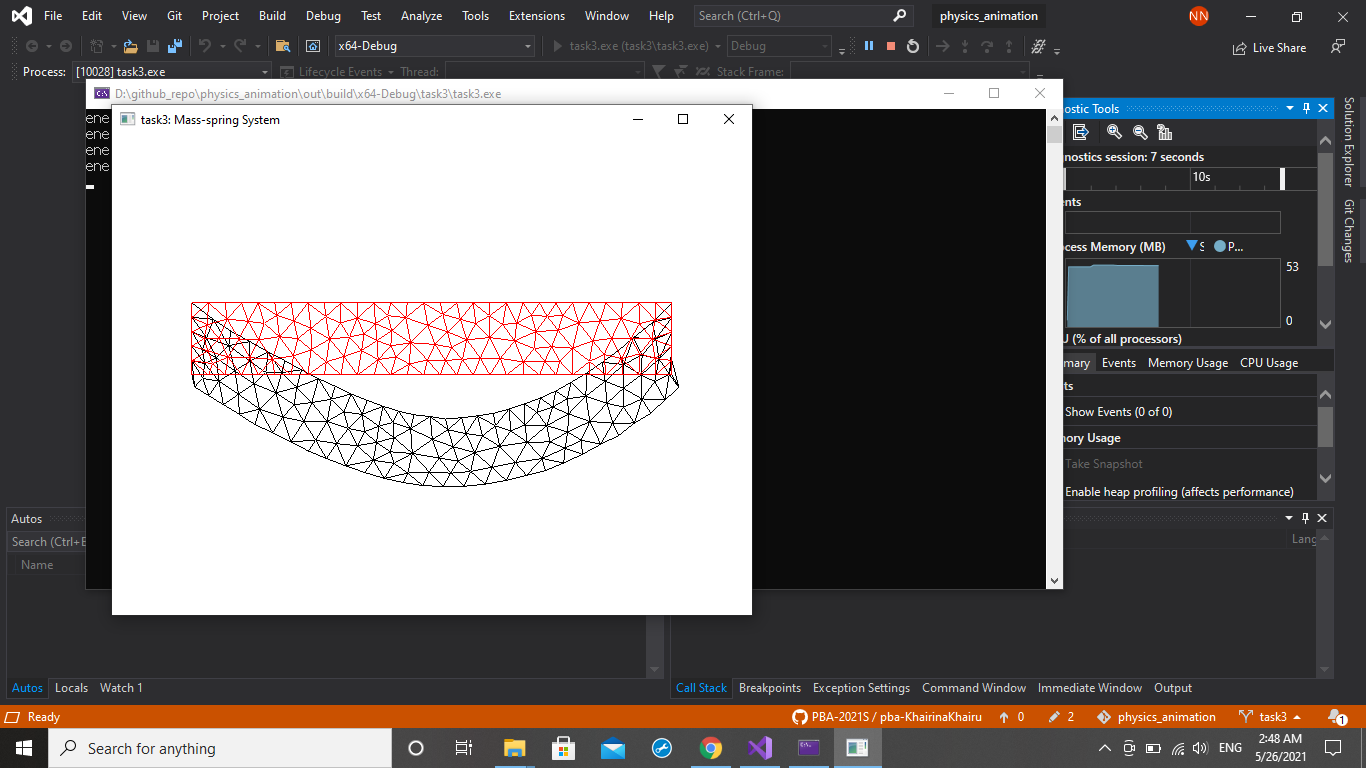 File Edit View Git Project Build Debug Test Analyze Tools Extensions Window Help Search (Ctrl+Q) physics_animation NN
x64-Debug task3.exe (task3\task3.exe) Debug Live Share
Process: [10028] task3.exe Lifecycle Events Thread: Stack Frame:
D:\github_repo\physics_animation\out\build\x64-Debug\task3\task3.exe
ostic Tools
ene
task3: Mass-spring System
ene
ene
ene
nostics session: 7 seconds
10s
ents
cess Memory (MB) S P...
53
0
U (% of all processors)
mary Events Memory Usage CPU Usage
ts
Show Events (0 of 0)
ory Usage
Take Snapshot
Enable heap profiling (affects performance)
Solution Explorer
Git Changes
Autos
Search (Ctrl+E
Lang
Name
Autos Locals Watch 1
Call Stack Breakpoints Exception Settings Command Window Immediate Window Output
Ready PBA-2021S / pba-KhairinaKhairu 0 2 physics_animation task3 1
Search for anything
ENG
2:48 AM
5/26/2021